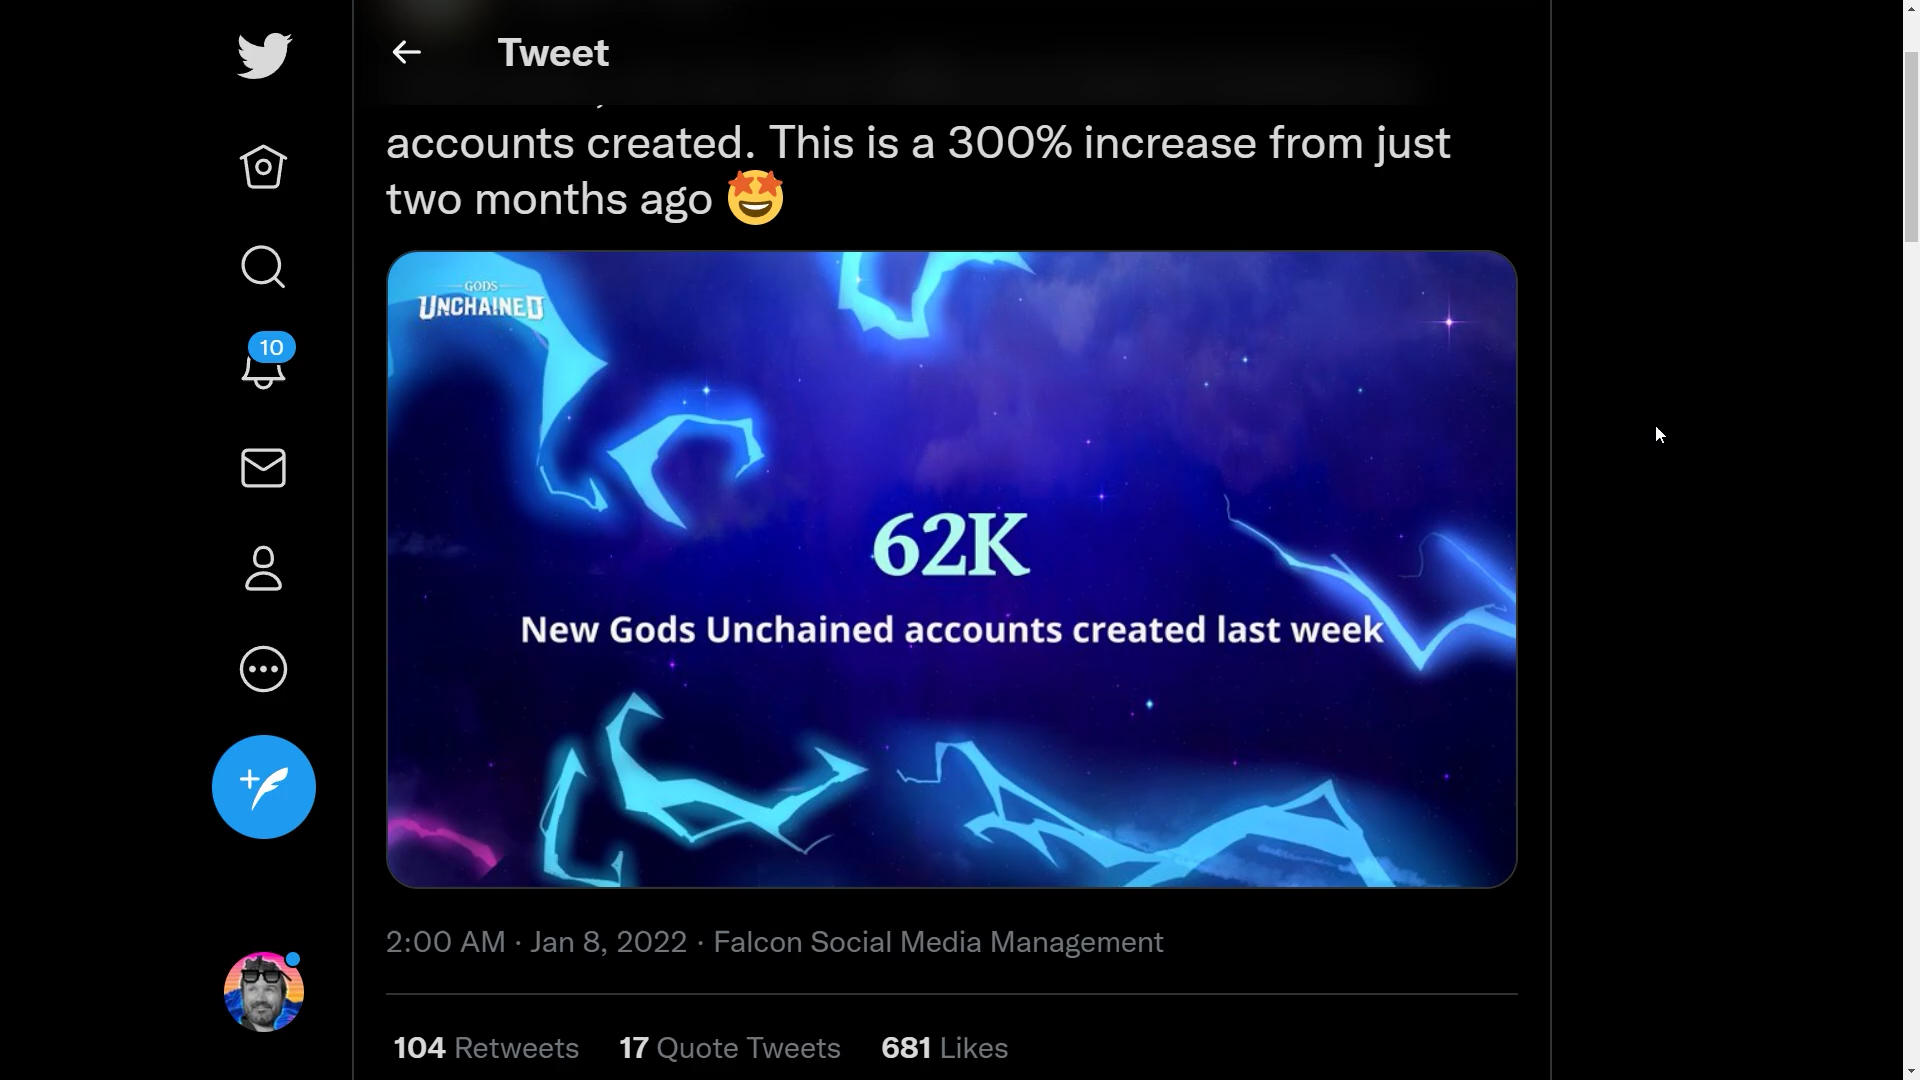 Tweet
accounts created. This is a 300% increase from just
two months ago 🤩
GODS
UNCHAINED
10
62K
New Gods Unchained accounts created last week
2:00 AM · Jan 8, 2022 · Falcon Social Media Management
104 Retweets 17 Quote Tweets 681 Likes